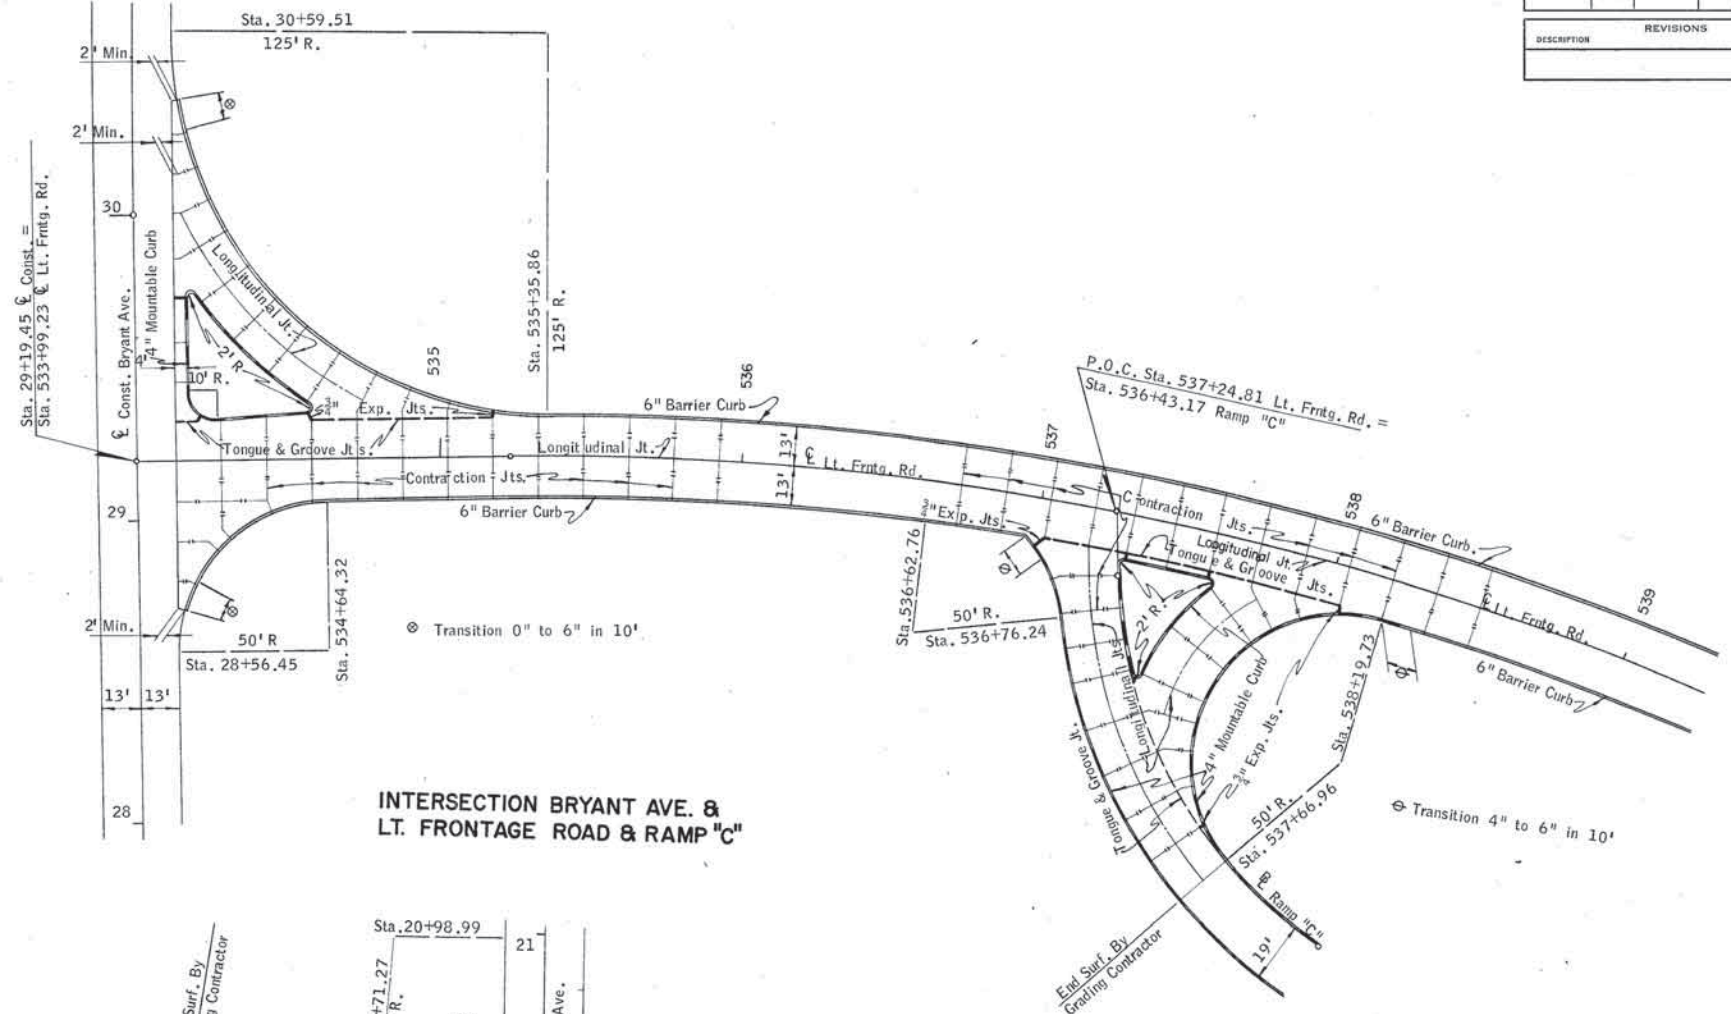 REVISIONS
DESCRIPTION
Sta. 30+59.51
125' R.
2' Min.
2' Min.
Sta. 29+19.45 ℄ Const. =
Sta. 533+99.23 ℄ Lt. Frntg. Rd.
30
℄ Const. Bryant Ave.
4" Mountable Curb
4'
10' R.
2' R.
Longitudinal Jt.
3/4" Exp. Jts.
535
Sta. 535+35.86
125' R.
Tongue & Groove Jts.
Longitudinal Jt.
Contraction Jts.
6" Barrier Curb
6" Barrier Curb
536
13'
13'
℄ Lt. Frntg. Rd.
29
2' Min.
50' R
Sta. 28+56.45
Sta. 534+64.32
13'
13'
28
⊗
⊗
⊗ Transition 0" to 6" in 10'
P.O.C. Sta. 537+24.81 Lt. Frntg. Rd. =
Sta. 536+43.17 Ramp "C"
537
Contraction Jts.
538
6" Barrier Curb
3/4" Exp. Jts.
Longitudinal Jt.
Tongue & Groove Jts.
℄ Lt. Frntg. Rd.
539
Sta. 536+62.76
50' R.
Sta. 536+76.24
2' R.
Longitudinal Jts.
Tongue & Groove Jt.
4" Mountable Curb
3/4" Exp. Jts.
Sta. 538+19.73
50' R.
Sta. 537+66.96
6" Barrier Curb
Transition 4" to 6" in 10'
Ramp "C"
19'
End Surf. By
Grading Contractor
INTERSECTION BRYANT AVE. &
LT. FRONTAGE ROAD & RAMP "C"
Surf. By
Contractor
Sta. 20+98.99
+71.27
R.
21
Ave.